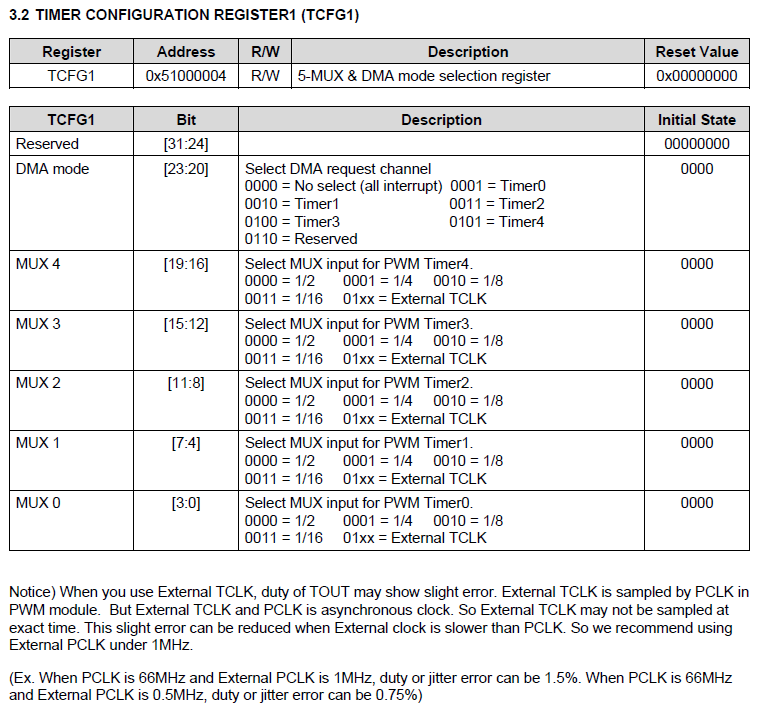 3.2 TIMER CONFIGURATION REGISTER1 (TCFG1)
Register Address R/W Description Reset Value
TCFG1 0x51000004 R/W 5-MUX & DMA mode selection register 0x00000000
TCFG1 Bit Description Initial State
Reserved [31:24] 00000000
DMA mode [23:20] Select DMA request channel 0000
0000 = No select (all interrupt) 0001 = Timer0
0010 = Timer1 0011 = Timer2
0100 = Timer3 0101 = Timer4
0110 = Reserved
MUX 4 [19:16] Select MUX input for PWM Timer4. 0000
0000 = 1/2 0001 = 1/4 0010 = 1/8
0011 = 1/16 01xx = External TCLK
MUX 3 [15:12] Select MUX input for PWM Timer3. 0000
0000 = 1/2 0001 = 1/4 0010 = 1/8
0011 = 1/16 01xx = External TCLK
MUX 2 [11:8] Select MUX input for PWM Timer2. 0000
0000 = 1/2 0001 = 1/4 0010 = 1/8
0011 = 1/16 01xx = External TCLK
MUX 1 [7:4] Select MUX input for PWM Timer1. 0000
0000 = 1/2 0001 = 1/4 0010 = 1/8
0011 = 1/16 01xx = External TCLK
MUX 0 [3:0] Select MUX input for PWM Timer0. 0000
0000 = 1/2 0001 = 1/4 0010 = 1/8
0011 = 1/16 01xx = External TCLK
Notice) When you use External TCLK, duty of TOUT may show slight error. External TCLK is sampled by PCLK in
PWM module. But External TCLK and PCLK is asynchronous clock. So External TCLK may not be sampled at
exact time. This slight error can be reduced when External clock is slower than PCLK. So we recommend using
External PCLK under 1MHz.
(Ex. When PCLK is 66MHz and External PCLK is 1MHz, duty or jitter error can be 1.5%. When PCLK is 66MHz
and External PCLK is 0.5MHz, duty or jitter error can be 0.75%)